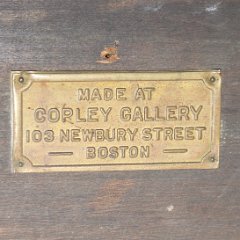 MADE AT
CORLEY GALLERY
103 NEWBURY STREET
— BOSTON —